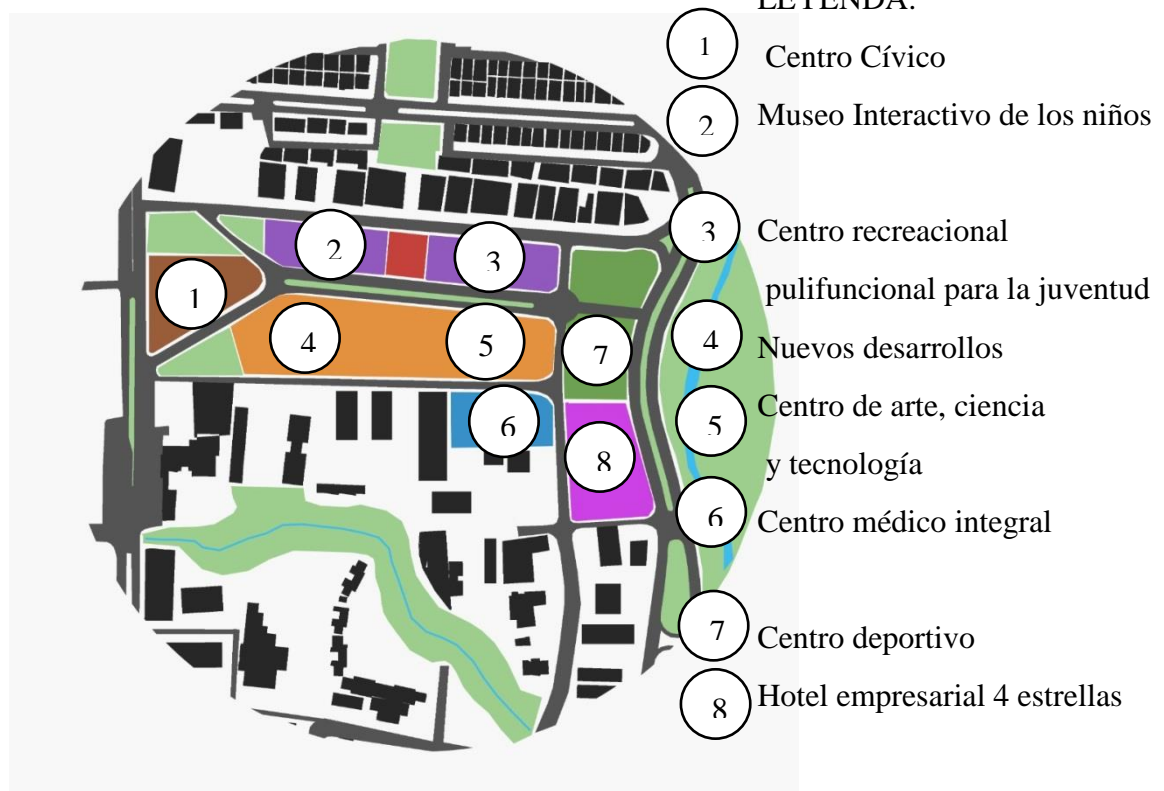 LEYENDA:
1 Centro Cívico
2 Museo Interactivo de los niños
3 Centro recreacional
pulifuncional para la juventud
4 Nuevos desarrollos
5 Centro de arte, ciencia
y tecnología
6 Centro médico integral
7 Centro deportivo
8 Hotel empresarial 4 estrellas
2
3
1
4
5
7
6
8